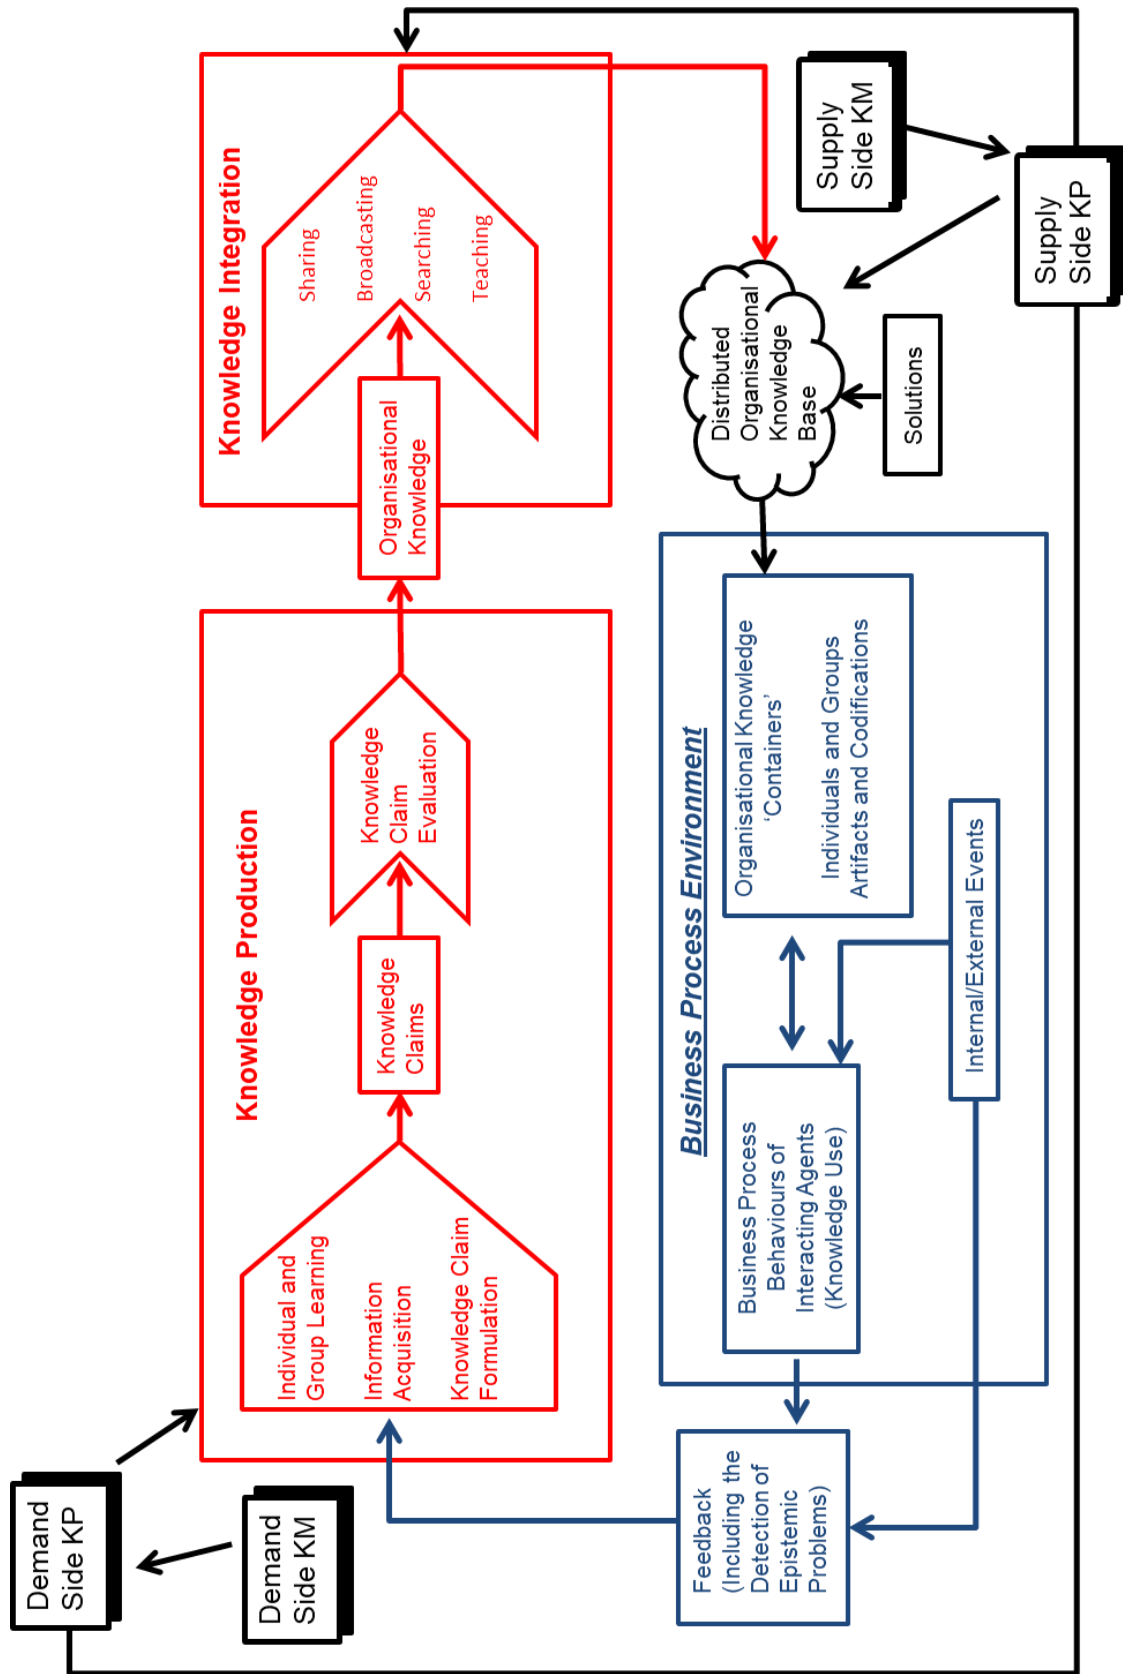 Demand
Side KP
Demand
Side KM
Knowledge Production
Individual and
Group Learning
Information
Acquisition
Knowledge Claim
Formulation
Knowledge
Claims
Knowledge
Claim
Evaluation
Organisational
Knowledge
Knowledge Integration
Sharing
Broadcasting
Searching
Teaching
Feedback
(Including the
Detection of
Epistemic
Problems)
Business Process Environment
Business Process
Behaviours of
Interacting Agents
(Knowledge Use)
Organisational Knowledge
‘Containers’
Individuals and Groups
Artifacts and Codifications
Internal/External Events
Distributed
Organisational
Knowledge
Base
Solutions
Supply
Side KM
Supply
Side KP